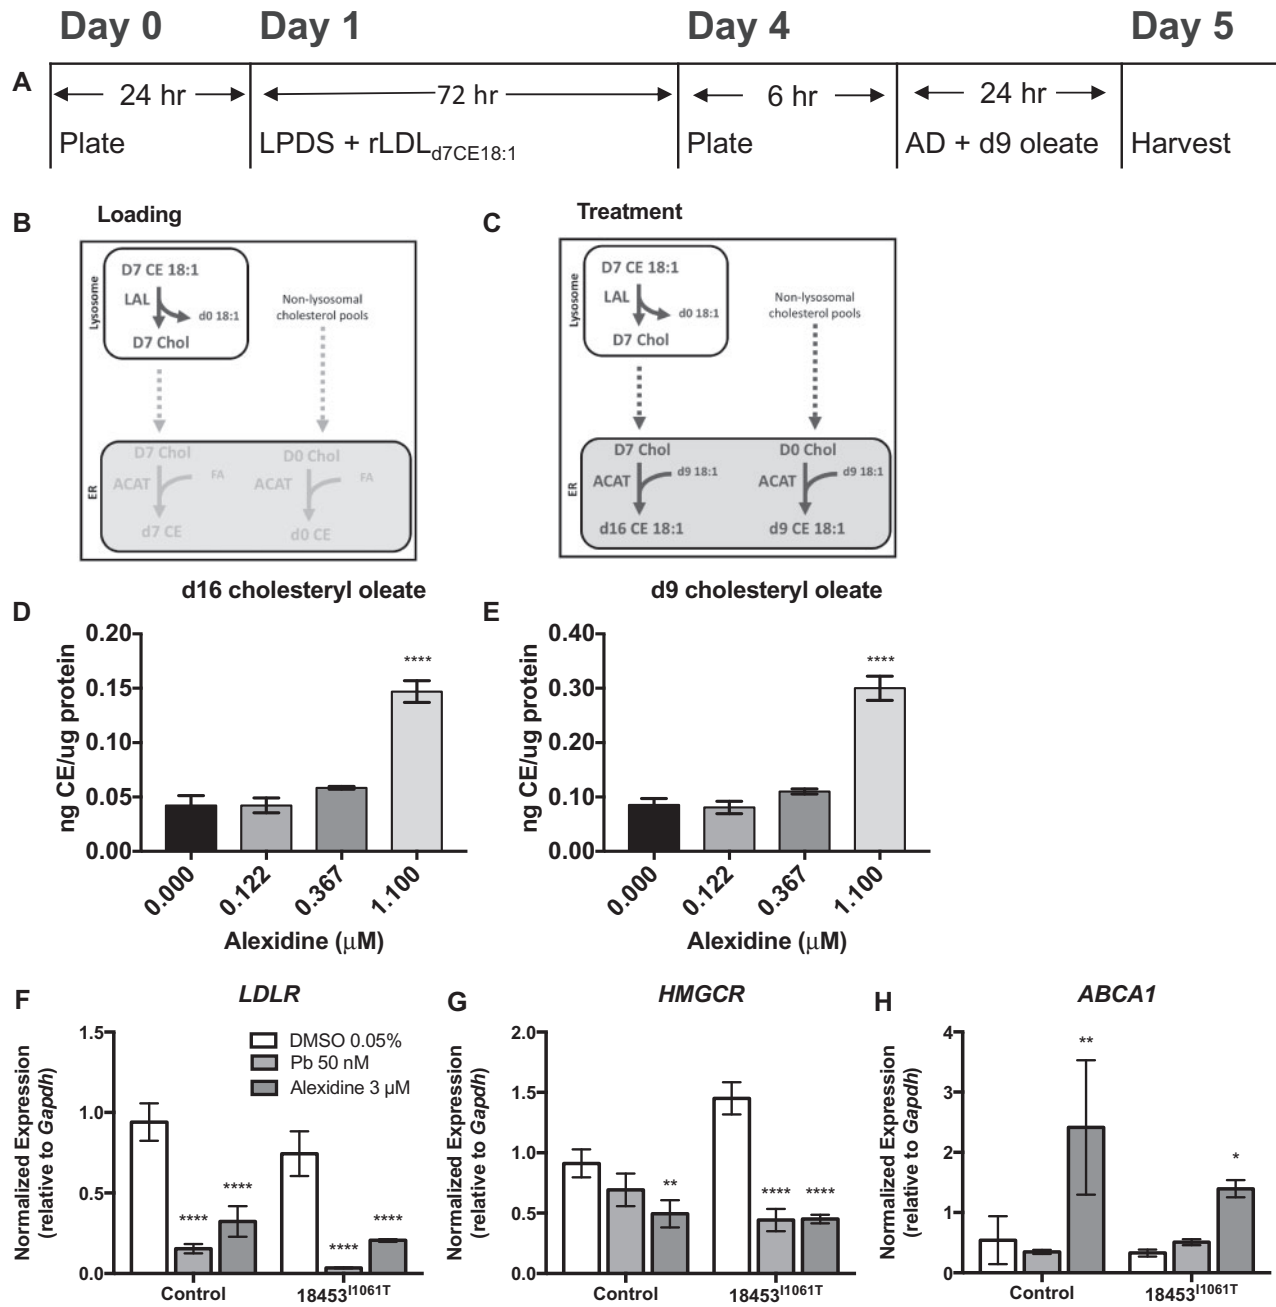 Day 0 Day 1 Day 4 Day 5
A
24 hr 72 hr 6 hr 24 hr
Plate LPDS + rLDLd7CE18:1 Plate AD + d9 oleate Harvest
B Loading
Lysosome
D7 CE 18:1
LAL
d0 18:1
D7 Chol
Non-lysosomal
cholesterol pools
ER
D7 Chol D0 Chol
ACAT FA ACAT FA
d7 CE d0 CE
C Treatment
Lysosome
D7 CE 18:1
LAL
d0 18:1
D7 Chol
Non-lysosomal
cholesterol pools
ER
D7 Chol D0 Chol
ACAT d9 18:1 ACAT d9 18:1
d16 CE 18:1 d9 CE 18:1
D d16 cholesteryl oleate
ng CE/ug protein
0.20
0.15
0.10
0.05
0.00
****
0.000 0.122 0.367 1.100
Alexidine (µM)
E d9 cholesteryl oleate
ng CE/ug protein
0.40
0.30
0.20
0.10
0.00
****
0.000 0.122 0.367 1.100
Alexidine (µM)
F LDLR
Normalized Expression
(relative to Gapdh)
1.5
1.0
0.5
0.0
DMSO 0.05%
Pb 50 nM
Alexidine 3 µM
**** **** **** ****
Control 18453I1061T
G HMGCR
Normalized Expression
(relative to Gapdh)
2.0
1.5
1.0
0.5
0.0
** **** ****
Control 18453I1061T
H ABCA1
Normalized Expression
(relative to Gapdh)
4
3
2
1
0
** *
Control 18453I1061T